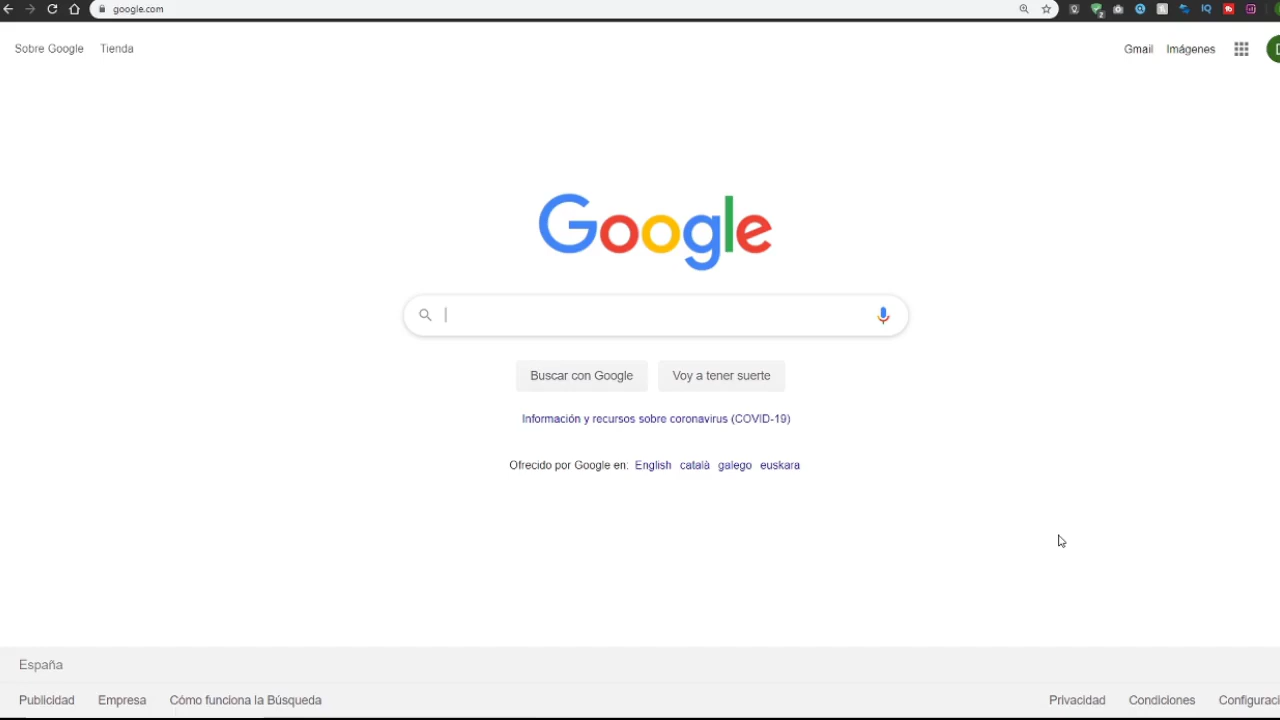 google.com
Sobre Google Tienda
Gmail Imágenes
Google
Buscar con Google Voy a tener suerte
Información y recursos sobre coronavirus (COVID-19)
Ofrecido por Google en: English català galego euskara
España
Publicidad Empresa Cómo funciona la Búsqueda
Privacidad Condiciones Configuraci